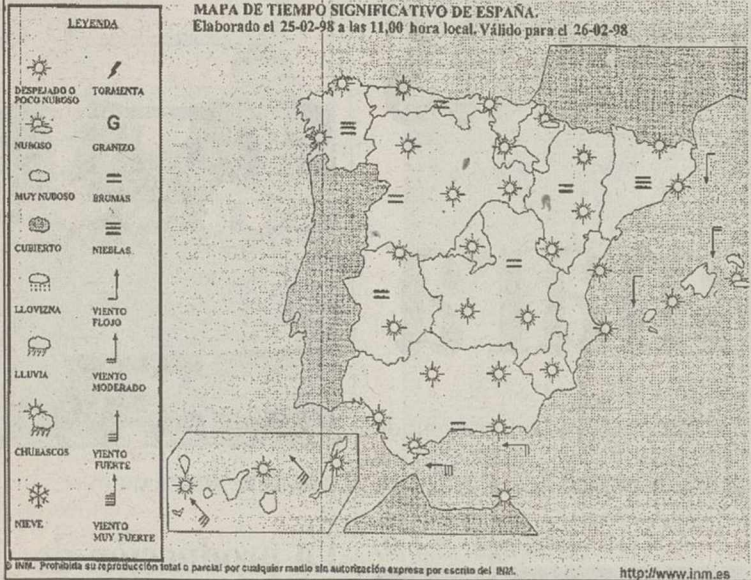 MAPA DE TIEMPO SIGNIFICATIVO DE ESPAÑA.
Elaborado el 25-02-98 a las 11,00 hora local. Válido para el 26-02-98
LEYENDA
DESPEJADO O
POCO NUBOSO
TORMENTA
NUBOSO
G
GRANIZO
MUY NUBOSO
BRUMAS
CUBIERTO
NIEBLAS
LLOVIZNA
VIENTO
FLOJO
LLUVIA
VIENTO
MODERADO
CHUBASCOS
VIENTO
FUERTE
NIEVE
VIENTO
MUY FUERTE
© INM. Prohibida su reproducción total o parcial por cualquier medio sin autorización expresa por escrito del INM.
http://www.inm.es